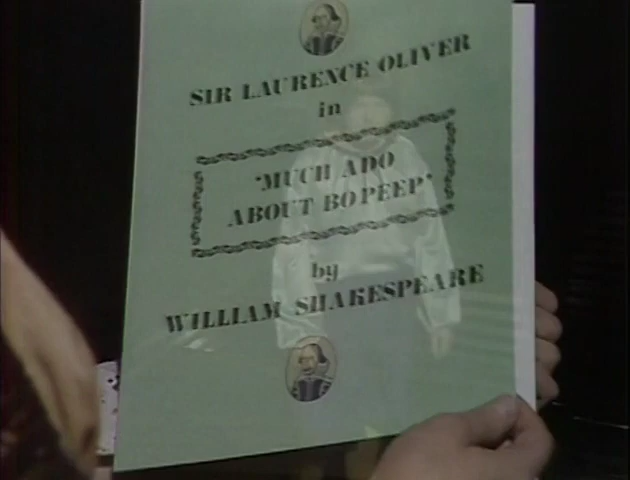 SIR LAURENCE OLIVER
in
'MUCH ADO
ABOUT BO PEEP'
by
WILLIAM SHAKESPEARE